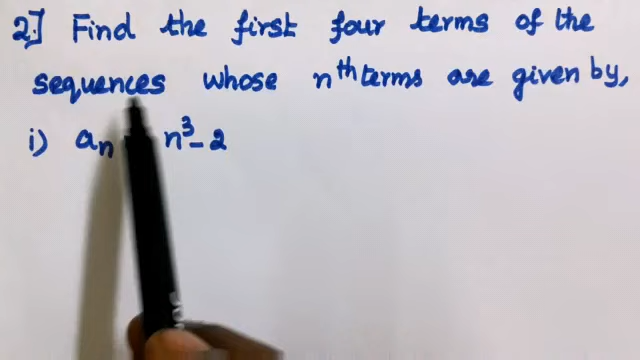 2.] Find the first four terms of the
sequences whose nth terms are given by,
i) an n³-2